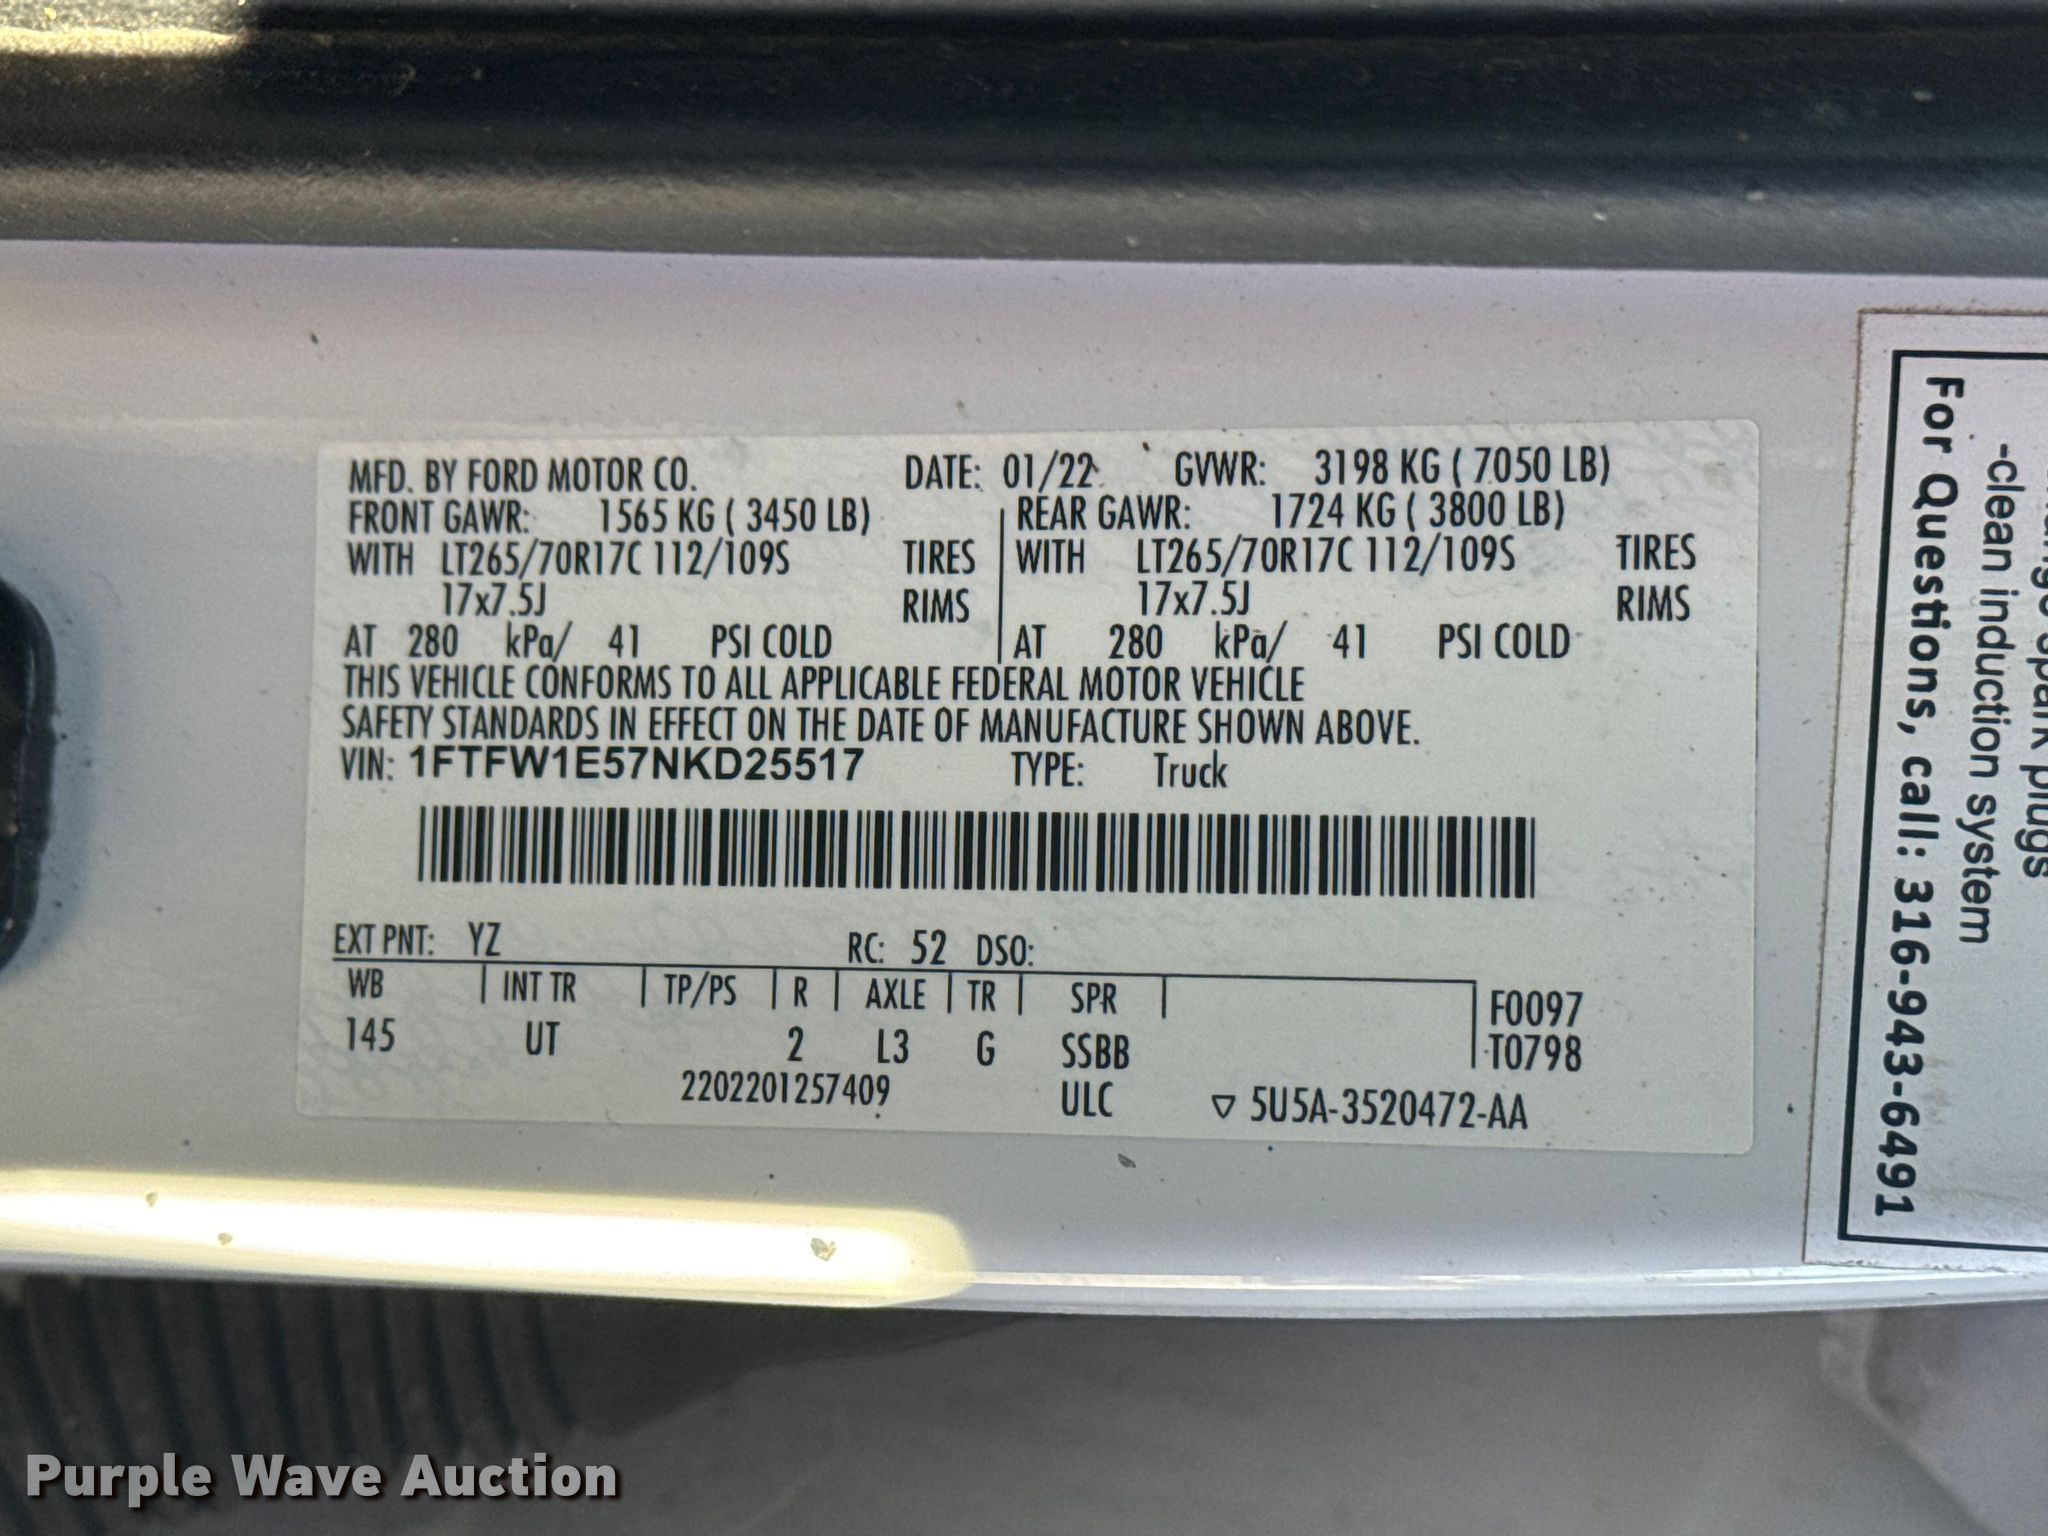 MFD. BY FORD MOTOR CO. DATE: 01/22 GVWR: 3198 KG ( 7050 LB)
FRONT GAWR: 1565 KG ( 3450 LB) REAR GAWR: 1724 KG ( 3800 LB)
WITH LT265/70R17C 112/109S TIRES WITH LT265/70R17C 112/109S TIRES
17x7.5J RIMS 17x7.5J RIMS
AT 280 kPa/ 41 PSI COLD AT 280 kPa/ 41 PSI COLD
THIS VEHICLE CONFORMS TO ALL APPLICABLE FEDERAL MOTOR VEHICLE
SAFETY STANDARDS IN EFFECT ON THE DATE OF MANUFACTURE SHOWN ABOVE.
VIN: 1FTFW1E57NKD25517 TYPE: Truck
EXT PNT: YZ RC: 52 DSO:
WB INT TR TP/PS R AXLE TR SPR F0097
145 UT 2 L3 G SSBB T0798
2202201257409 ULC ▽ 5U5A-3520472-AA
spark plugs
-clean induction system
For Questions, call: 316-943-6491
Purple Wave Auction